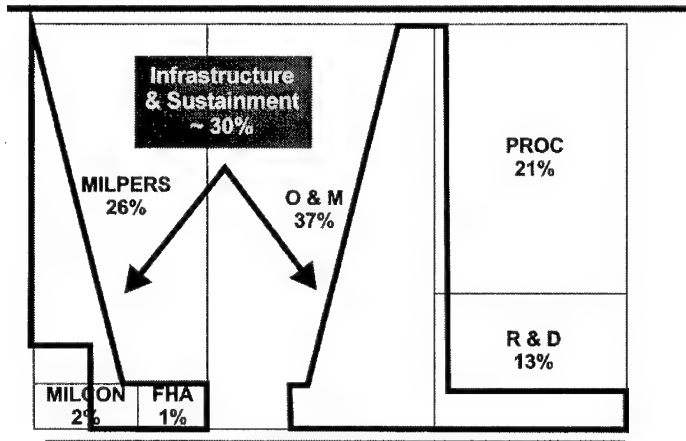 Infrastructure
& Sustainment
~ 30%
MILPERS
26%
O & M
37%
PROC
21%
R & D
13%
MILCON
2%
FHA
1%